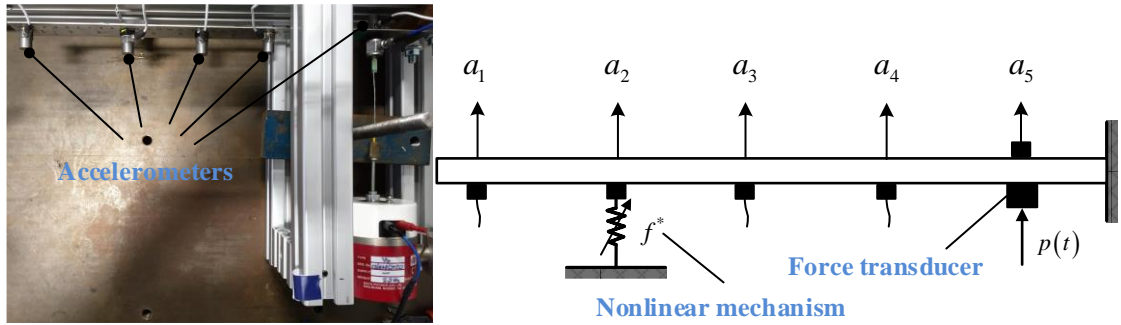 Accelerometers
a₁ a₂ a₃ a₄ a₅
f*
p(t)
Force transducer
Nonlinear mechanism